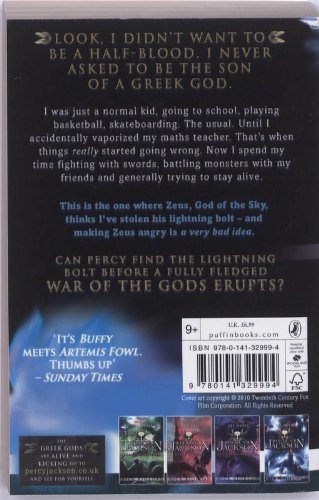 LOOK, I DIDN'T WANT TO
BE A HALF-BLOOD. I NEVER
ASKED TO BE THE SON
OF A GREEK GOD.
I was just a normal kid, going to school, playing
basketball, skateboarding. The usual. Until I
accidentally vaporized my maths teacher. That's when
things really started going wrong. Now I spend my
time fighting with swords, battling monsters with my
friends and generally trying to stay alive.
This is the one where Zeus, God of the Sky,
thinks I've stolen his lightning bolt – and
making Zeus angry is a very bad idea.
CAN PERCY FIND THE LIGHTNING
BOLT BEFORE A FULLY FLEDGED
WAR OF THE GODS ERUPTS?
'IT'S BUFFY
MEETS ARTEMIS FOWL.
THUMBS UP'
– SUNDAY TIMES
9+
U.K. £6.99
puffinbooks.com
ISBN 978-0-141-32999-4
9 780141 329994
FSC
Cover art copyright © 2010 Twentieth Century Fox
Film Corporation. All Rights Reserved
THE
GREEK GODS
ARE ALIVE AND
KICKING GO TO
percyjackson.co.uk
AND SEE FOR YOURSELF
JACKSON
JACKSON
JACKSON
JACKSON